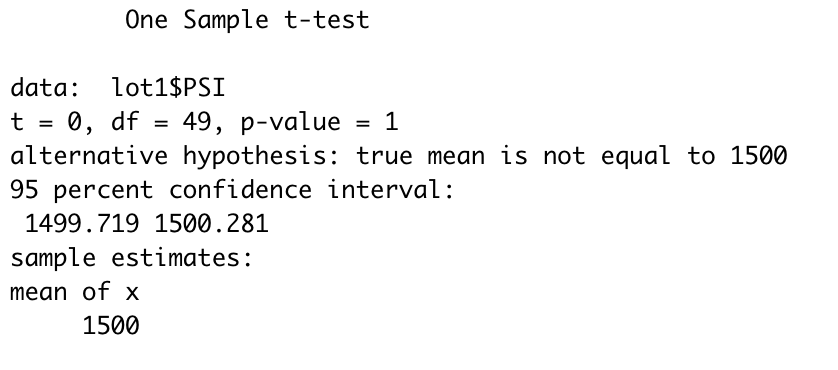 One Sample t-test
data: lot1$PSI
t = 0, df = 49, p-value = 1
alternative hypothesis: true mean is not equal to 1500
95 percent confidence interval:
1499.719 1500.281
sample estimates:
mean of x
1500